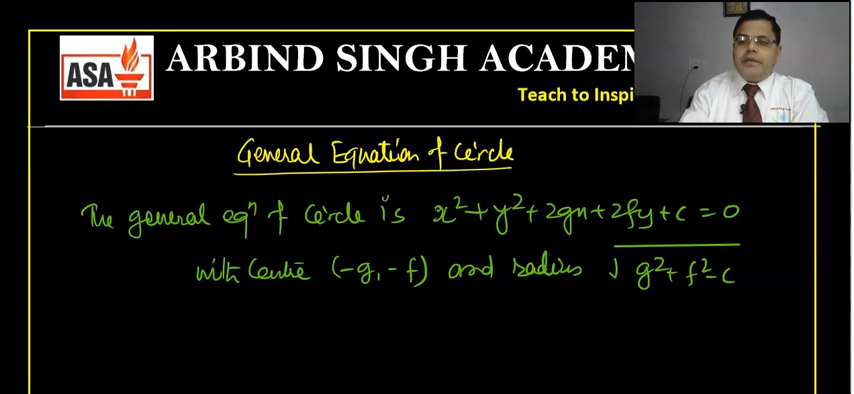 ASA
ARBIND SINGH ACADEM
Teach to Inspi
General Equation of Circle
The general eqⁿ of circle is x² + y² + 2gx + 2fy + c = 0
with centre (-g, -f) and radius √g² + f² - c